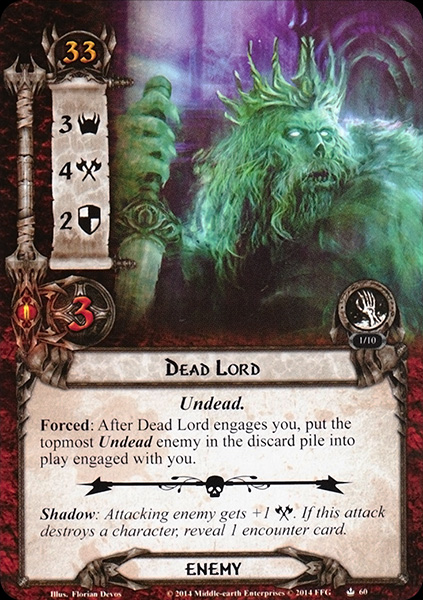 33
3
4
2
3
1/10
Dead Lord
Undead.
Forced: After Dead Lord engages you, put the
topmost Undead enemy in the discard pile into
play engaged with you.
Shadow: Attacking enemy gets +1 . If this attack
destroys a character, reveal 1 encounter card.
ENEMY
Illus. Florian Devos
© 2014 Middle-earth Enterprises © 2014 FFG
60